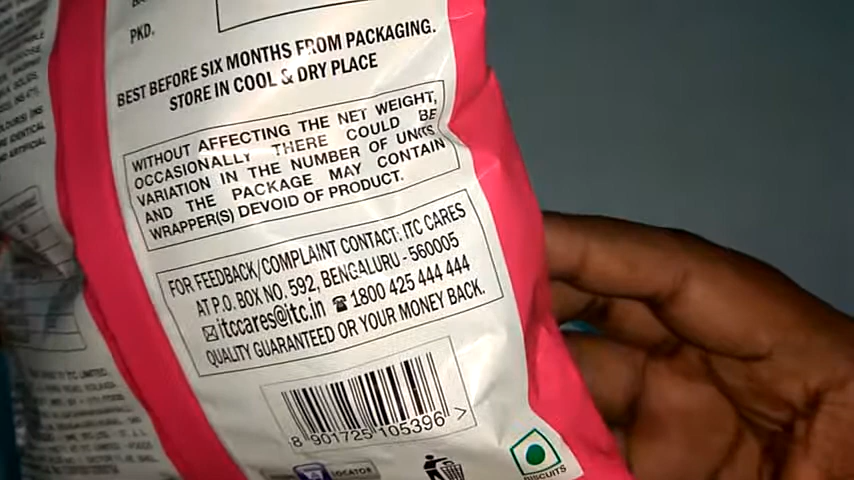 PKD.
BEST BEFORE SIX MONTHS FROM PACKAGING.
STORE IN COOL & DRY PLACE
WITHOUT AFFECTING THE NET WEIGHT,
OCCASIONALLY THERE COULD BE
VARIATION IN THE NUMBER OF UNITS
AND THE PACKAGE MAY CONTAIN
WRAPPER(S) DEVOID OF PRODUCT.
FOR FEEDBACK/COMPLAINT CONTACT: ITC CARES
AT P.O. BOX NO. 592, BENGALURU - 560005
itccares@itc.in 1800 425 444 444
QUALITY GUARANTEED OR YOUR MONEY BACK.
8 901725 105396 >
LOCATOR
BISCUITS